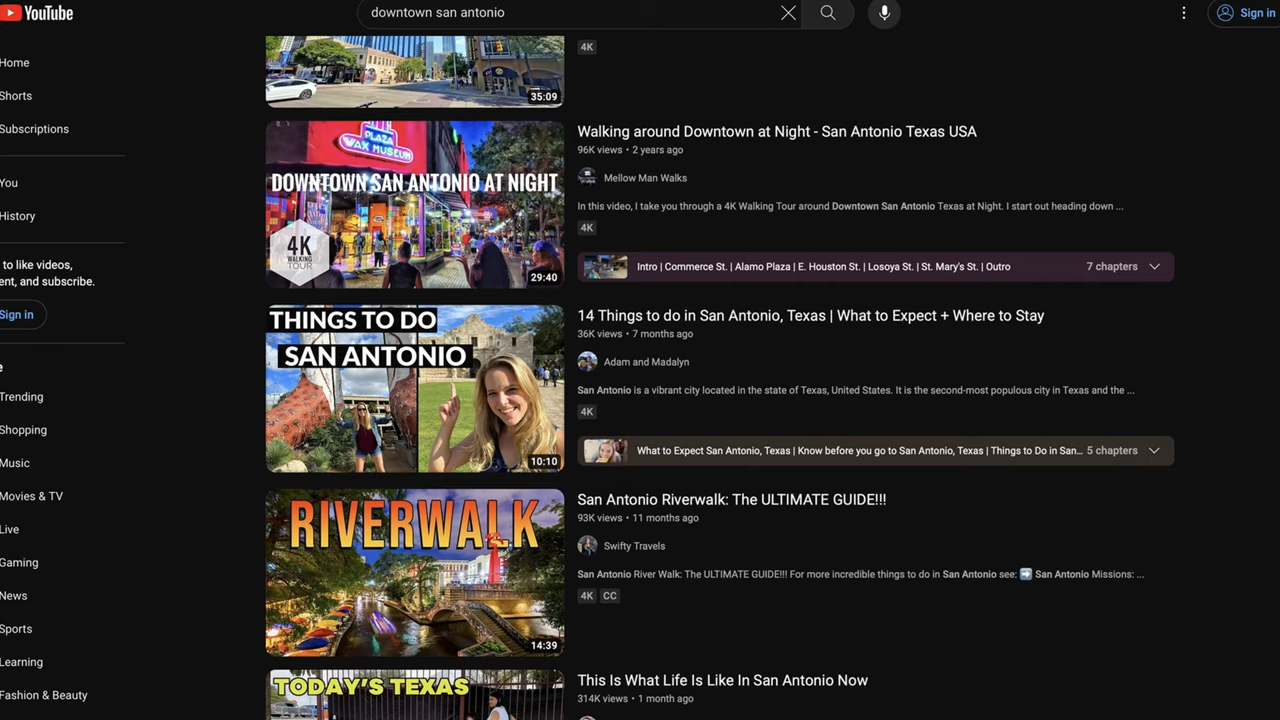 YouTube
downtown san antonio
Sign in
Home
Shorts
Subscriptions
You
History
to like videos,
ent, and subscribe.
Sign in
e
Trending
Shopping
Music
Movies & TV
Live
Gaming
News
Sports
Learning
Fashion & Beauty
35:09
4K
PLAZA
WAX MUSEUM
DOWNTOWN SAN ANTONIO AT NIGHT
4K
WALKING
TOUR
29:40
Walking around Downtown at Night - San Antonio Texas USA
96K views • 2 years ago
Mellow Man Walks
In this video, I take you through a 4K Walking Tour around Downtown San Antonio Texas at Night. I start out heading down ...
4K
Intro | Commerce St. | Alamo Plaza | E. Houston St. | Losoya St. | St. Mary's St. | Outro 7 chapters
THINGS TO DO
SAN ANTONIO
10:10
14 Things to do in San Antonio, Texas | What to Expect + Where to Stay
36K views • 7 months ago
Adam and Madalyn
San Antonio is a vibrant city located in the state of Texas, United States. It is the second-most populous city in Texas and the ...
4K
What to Expect San Antonio, Texas | Know before you go to San Antonio, Texas | Things to Do in San... 5 chapters
RIVERWALK
14:39
San Antonio Riverwalk: The ULTIMATE GUIDE!!!
93K views • 11 months ago
Swifty Travels
San Antonio River Walk: The ULTIMATE GUIDE!!! For more incredible things to do in San Antonio see: ➡️ San Antonio Missions: ...
4K CC
TODAY'S TEXAS
This Is What Life Is Like In San Antonio Now
314K views • 1 month ago